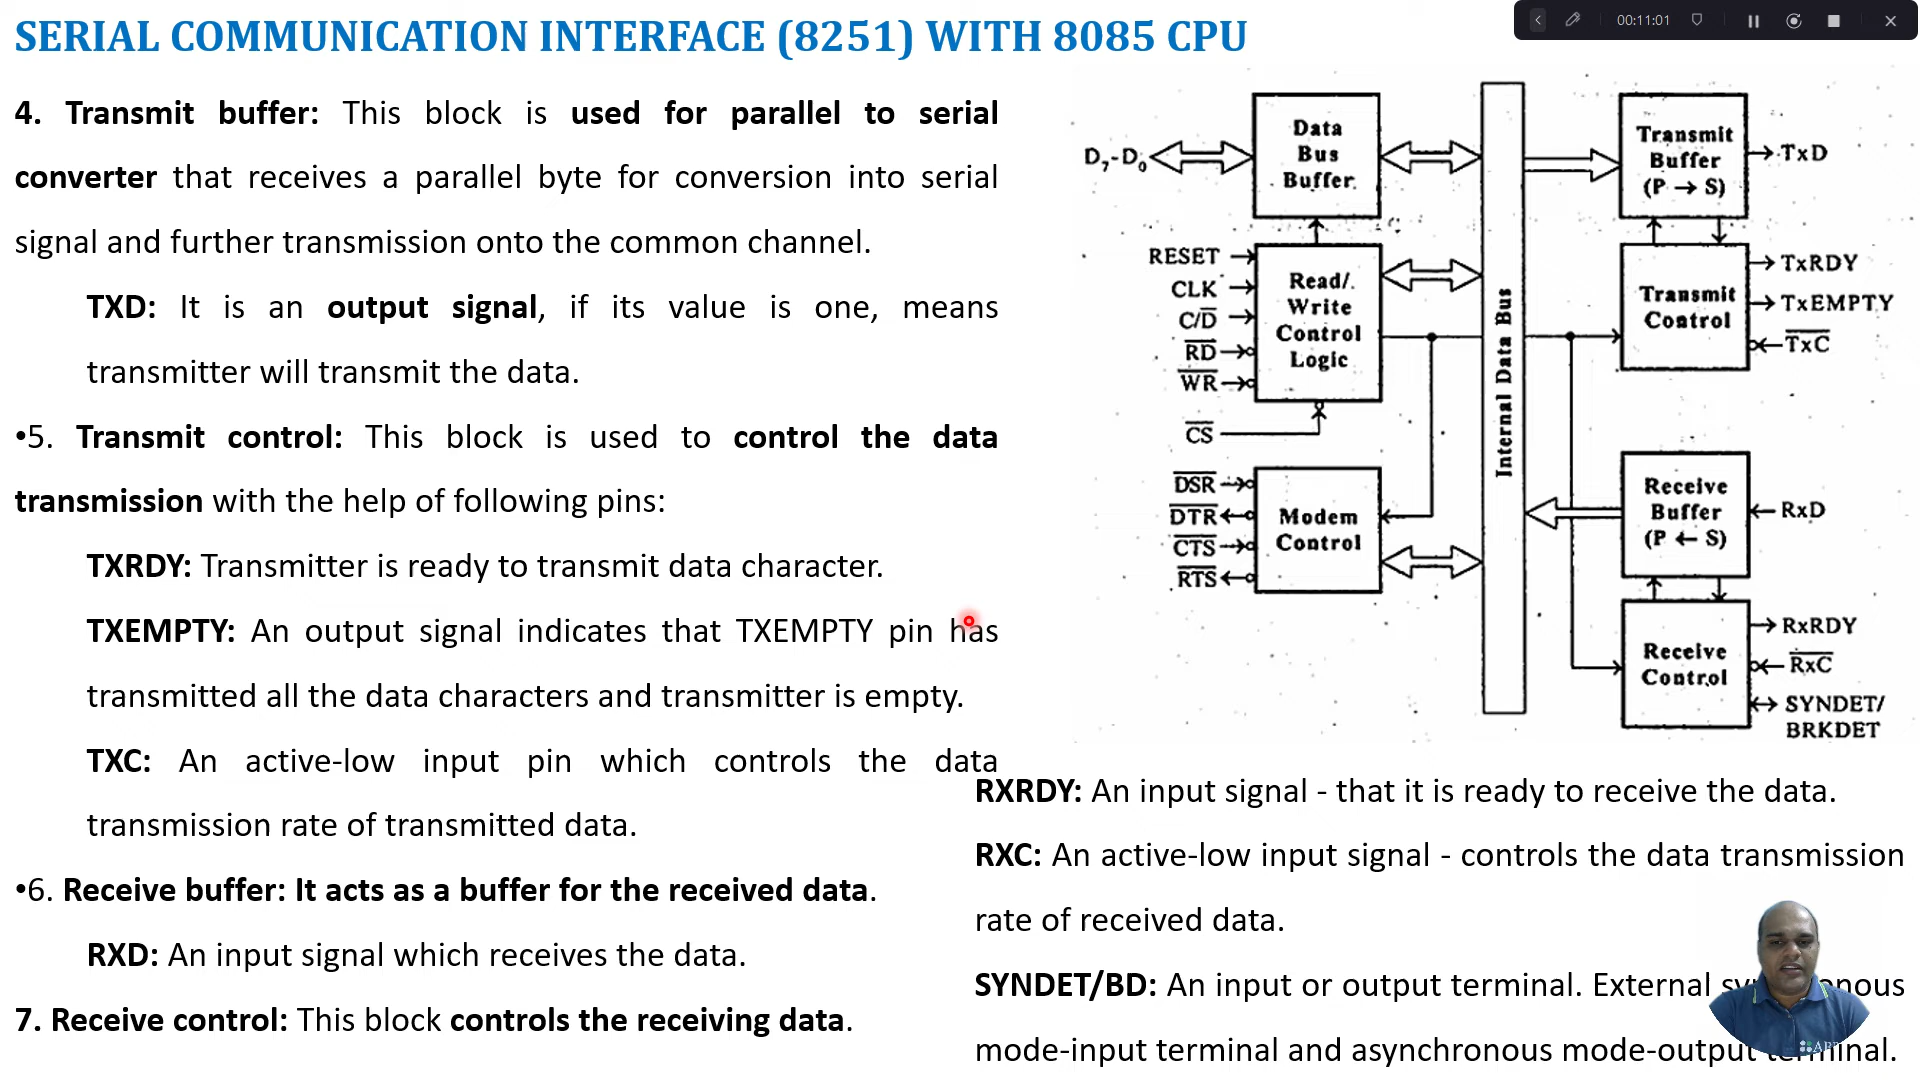 SERIAL COMMUNICATION INTERFACE (8251) WITH 8085 CPU
00:11:01
4. Transmit buffer: This block is used for parallel to serial
converter that receives a parallel byte for conversion into serial
signal and further transmission onto the common channel.
TXD: It is an output signal, if its value is one, means
transmitter will transmit the data.
•5. Transmit control: This block is used to control the data
transmission with the help of following pins:
TXRDY: Transmitter is ready to transmit data character.
TXEMPTY: An output signal indicates that TXEMPTY pin has
transmitted all the data characters and transmitter is empty.
TXC: An active-low input pin which controls the data
transmission rate of transmitted data.
•6. Receive buffer: It acts as a buffer for the received data.
RXD: An input signal which receives the data.
7. Receive control: This block controls the receiving data.
D7-D0
Data
Bus
Buffer
RESET
CLK
C/D̅
R̅D̅
W̅R̅
C̅S̅
Read/
Write
Control
Logic
D̅S̅R̅
D̅T̅R̅
C̅T̅S̅
R̅T̅S̅
Modem
Control
Internal Data Bus
Transmit
Buffer
(P → S)
TxD
Transmit
Control
TxRDY
TxEMPTY
T̅x̅C̅
Receive
Buffer
(P ← S)
RxD
Receive
Control
RxRDY
R̅x̅C̅
SYNDET/
BRKDET
RXRDY: An input signal - that it is ready to receive the data.
RXC: An active-low input signal - controls the data transmission
rate of received data.
SYNDET/BD: An input or output terminal. External
mode-input terminal and asynchronous mode-output terminal.